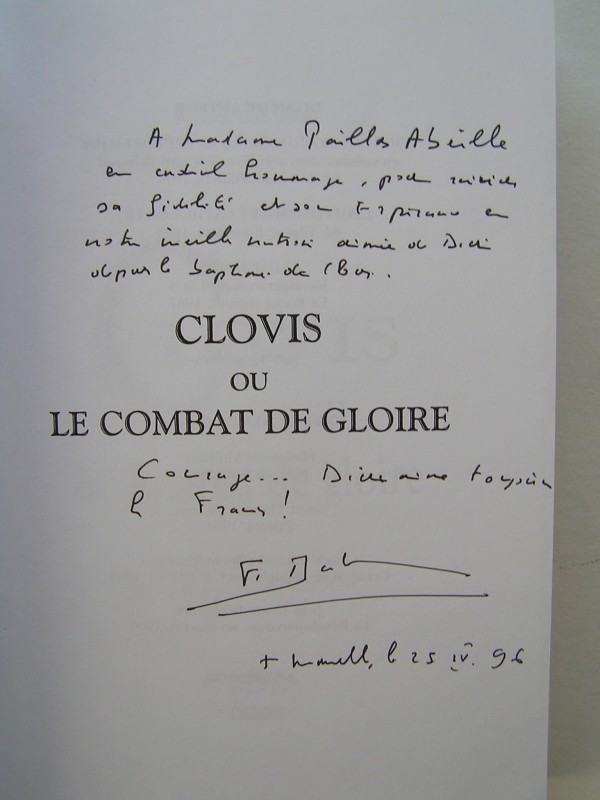 A Madame Paillas Abeille
en cordial hommage, pour
sa fidélité et son Espérance en
notre vieille nation aimée de Dieu
depuis le baptême de Clovis.
CLOVIS
OU
LE COMBAT DE GLOIRE
Courage... Dieu aime toujours
la France!
le 25 IV. 96